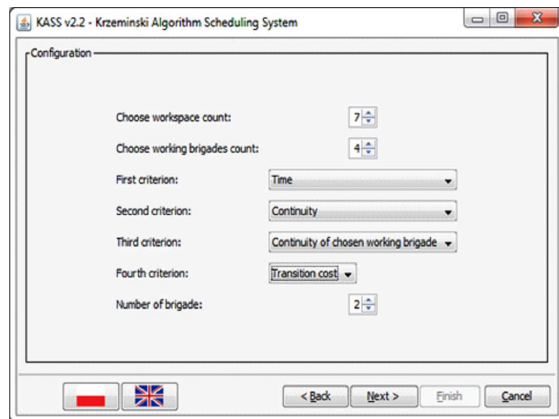 KASS v2.2 - Krzeminski Algorithm Scheduling System
Configuration
Choose workspace count: 7
Choose working brigades count: 4
First criterion: Time
Second criterion: Continuity
Third criterion: Continuity of chosen working brigade
Fourth criterion: Transition cost
Number of brigade: 2
< Back Next > Finish Cancel